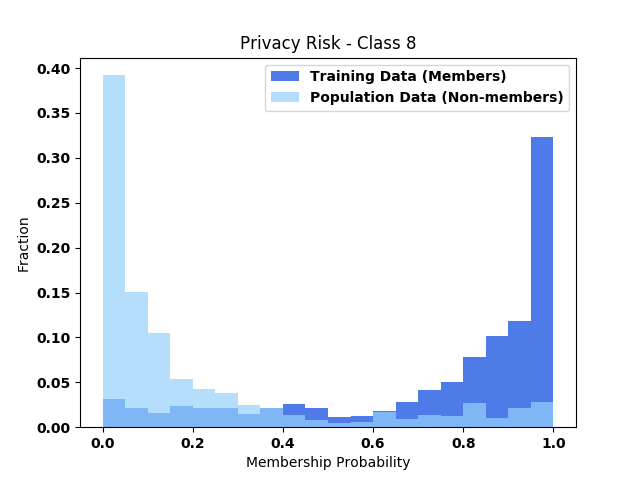 Privacy Risk - Class 8
Training Data (Members)
Population Data (Non-members)
0.40
0.35
0.30
0.25
0.20
0.15
0.10
0.05
0.00
Fraction
0.0 0.2 0.4 0.6 0.8 1.0
Membership Probability